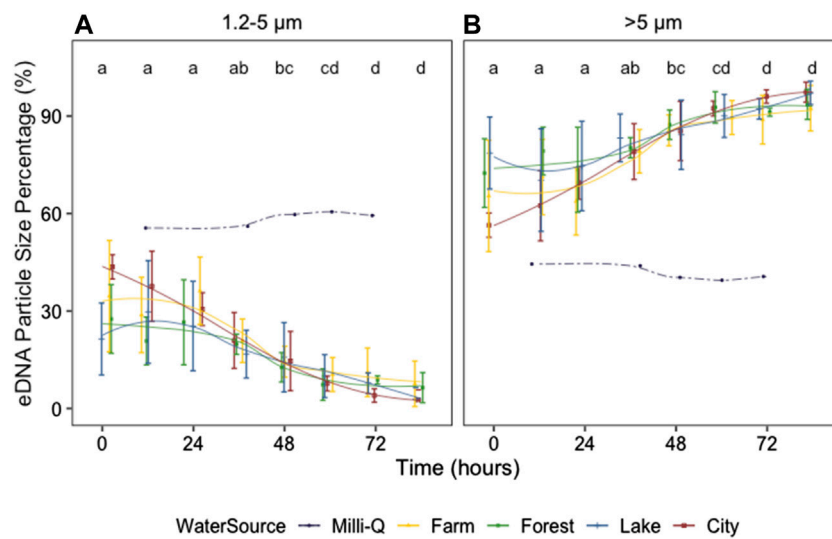 A 1.2-5 µm B >5 µm
a a a ab bc cd d d a a a ab bc cd d d
eDNA Particle Size Percentage (%)
90
60
30
0
0 24 48 72 0 24 48 72
Time (hours)
WaterSource Milli-Q Farm Forest Lake City